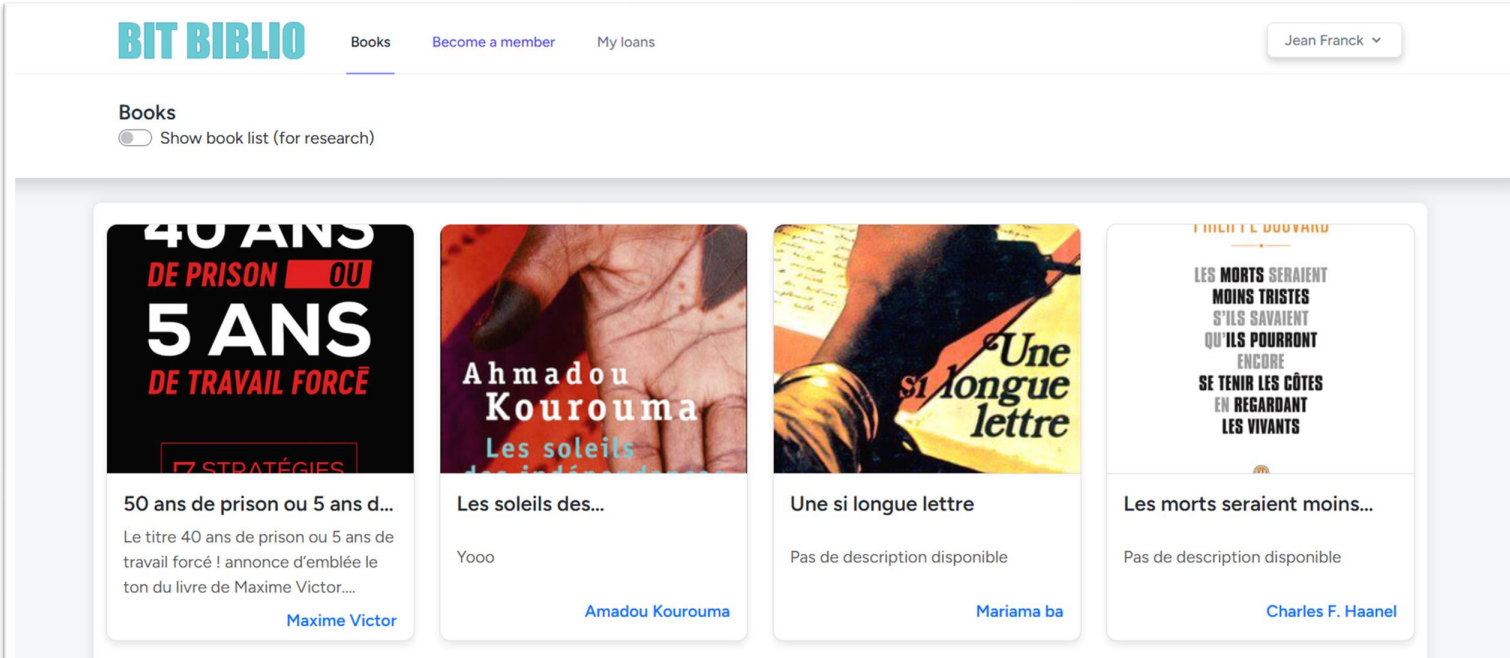 BIT BIBLIO
Books
Become a member
My loans
Jean Franck
Books
Show book list (for research)
40 ANS
DE PRISON OU
5 ANS
DE TRAVAIL FORCÉ
7 STRATÉGIES
50 ans de prison ou 5 ans d...
Le titre 40 ans de prison ou 5 ans de
travail forcé ! annonce d'emblée le
ton du livre de Maxime Victor....
Maxime Victor
Ahmadou
Kourouma
Les soleils
des indépendances
Les soleils des...
Yooo
Amadou Kourouma
Une
si longue
lettre
Une si longue lettre
Pas de description disponible
Mariama ba
PHILIPPE BOUVARD
LES MORTS SERAIENT
MOINS TRISTES
S'ILS SAVAIENT
QU'ILS POURRONT
ENCORE
SE TENIR LES CÔTES
EN REGARDANT
LES VIVANTS
Les morts seraient moins...
Pas de description disponible
Charles F. Haanel